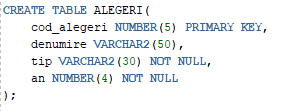 CREATE TABLE ALEGERI(
cod_alegeri NUMBER(5) PRIMARY KEY,
denumire VARCHAR2(50),
tip VARCHAR2(30) NOT NULL,
an NUMBER(4) NOT NULL
);